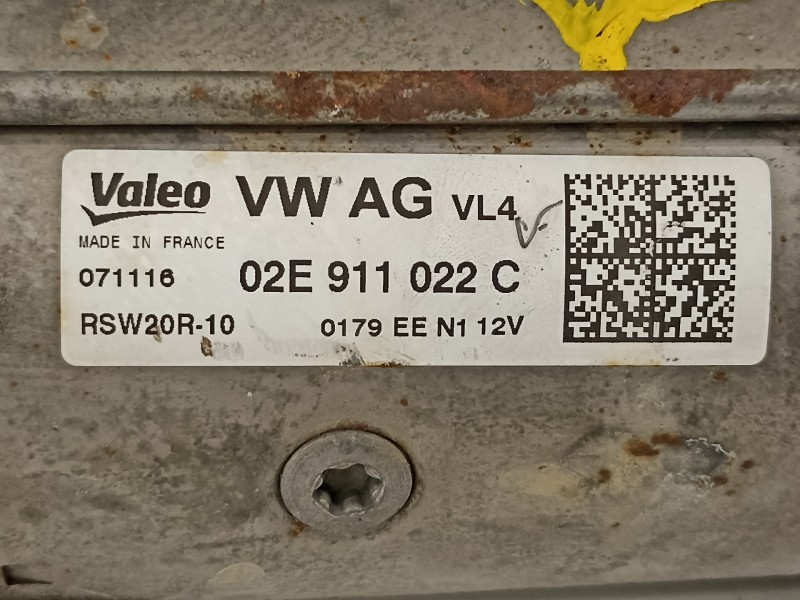 Valeo VW AG VL4
MADE IN FRANCE
071116 02E 911 022 C
RSW20R-10 0179 EE N1 12V